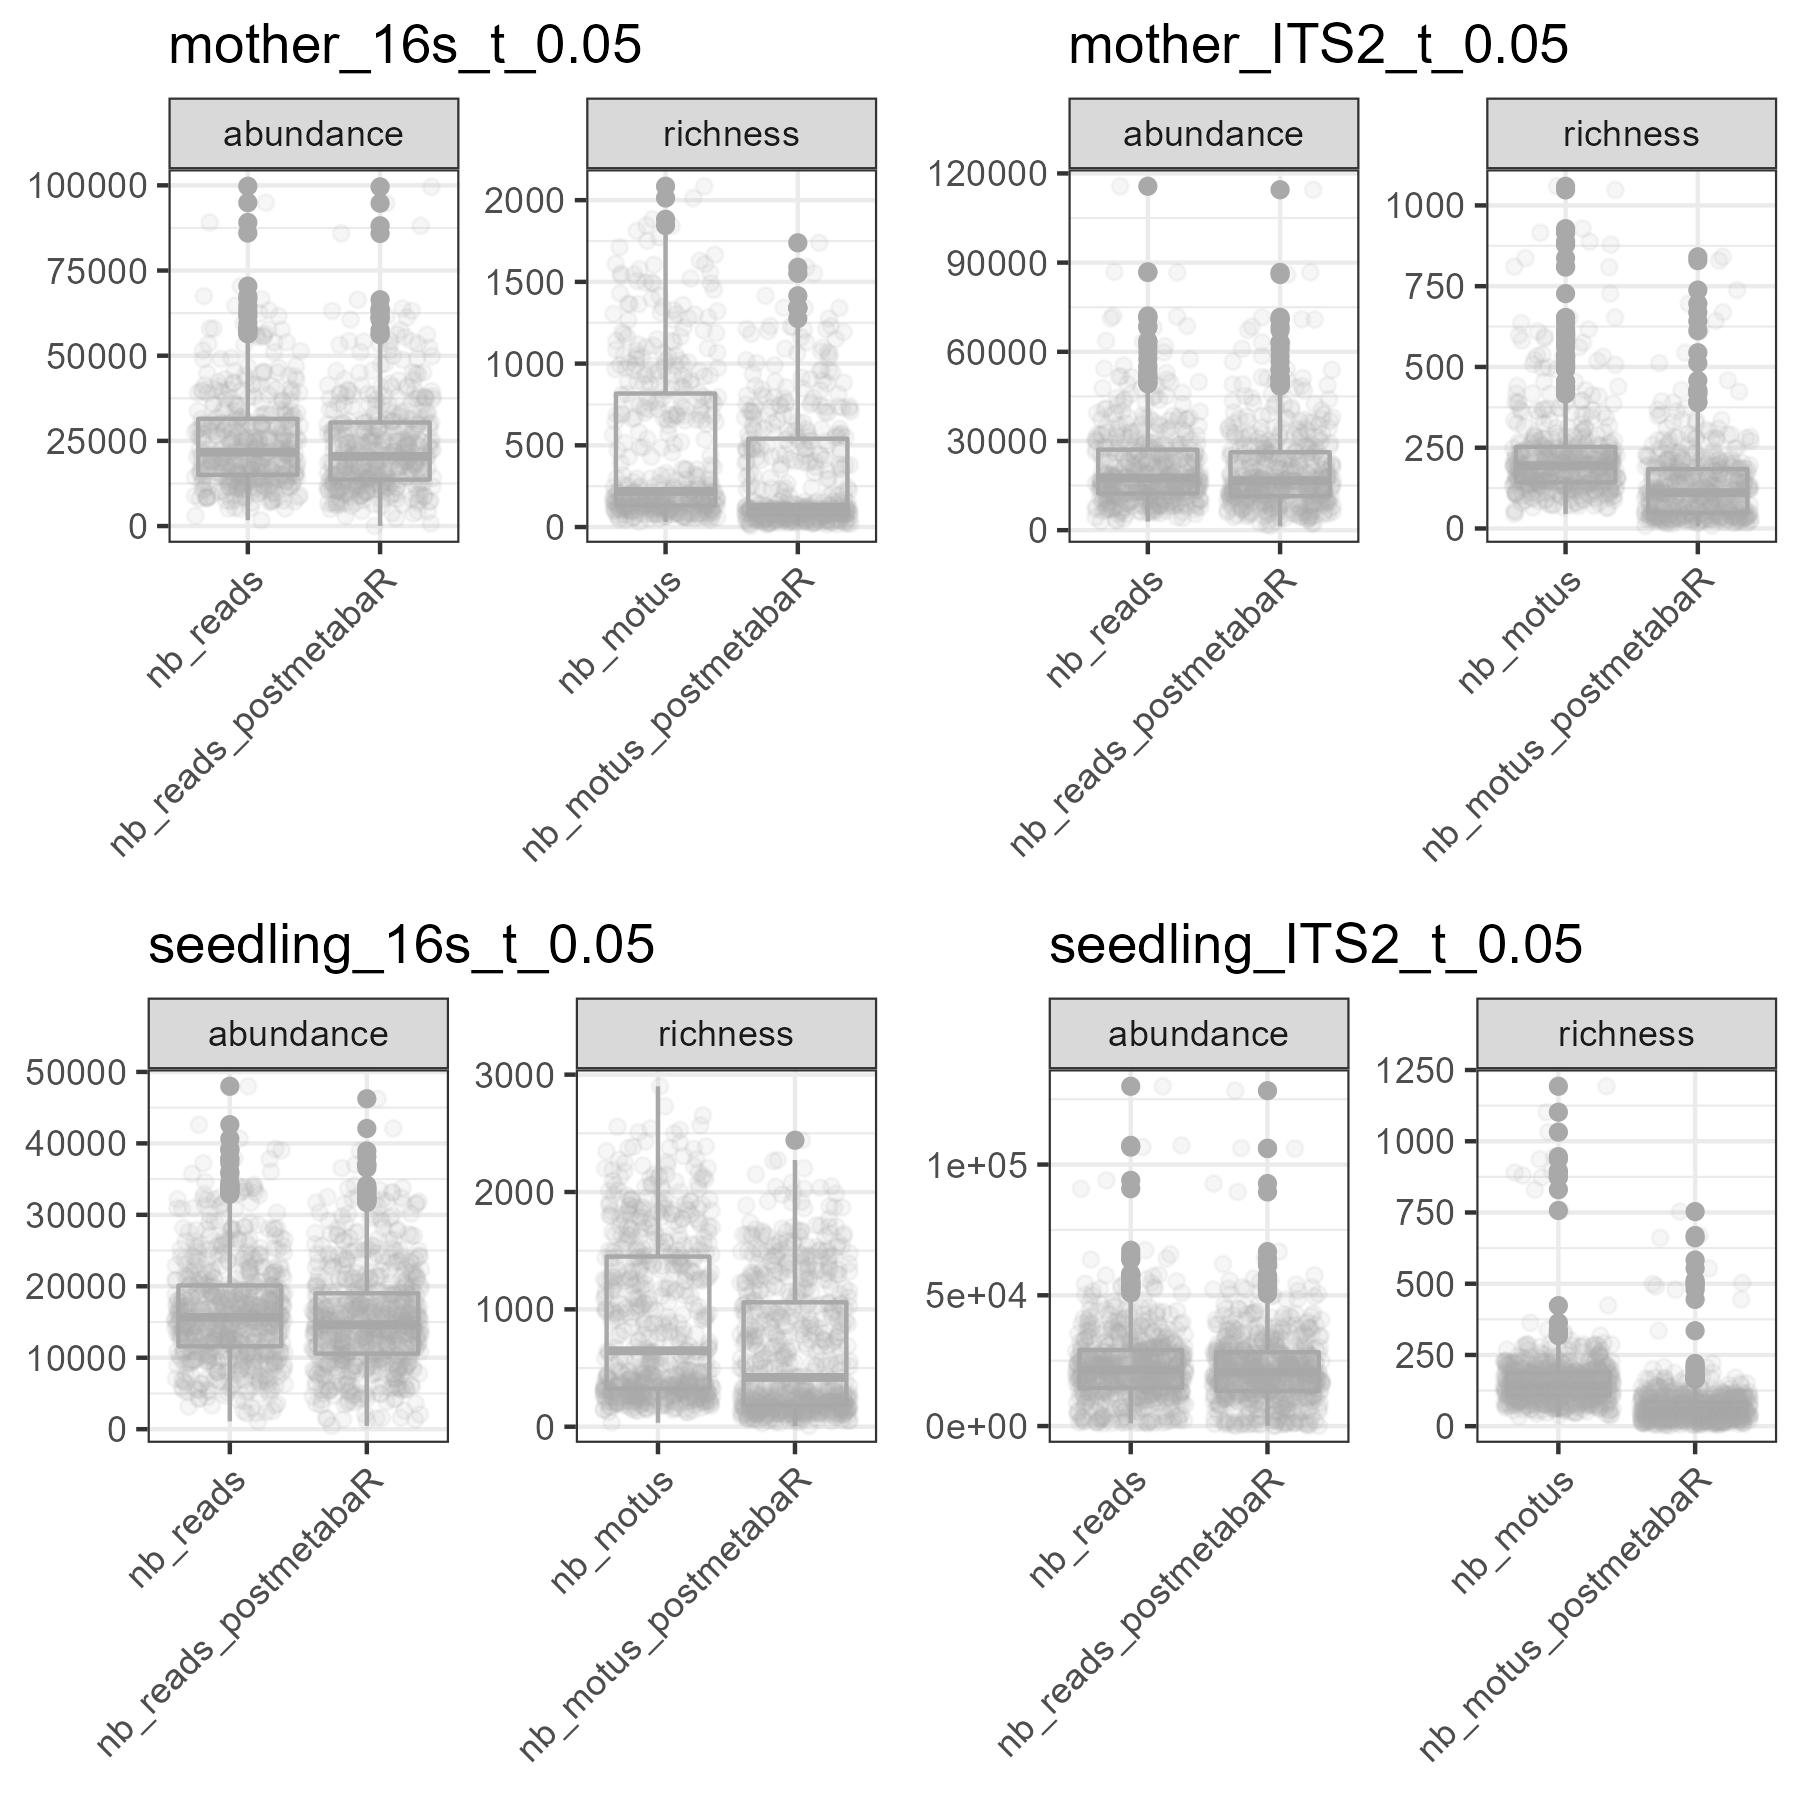 mother_16s_t_0.05
abundance
richness
100000
75000
50000
25000
0
2000
1500
1000
500
0
nb_reads
nb_reads_postmetabaR
nb_motus
nb_motus_postmetabaR
mother_ITS2_t_0.05
abundance
richness
120000
90000
60000
30000
0
1000
750
500
250
0
nb_reads
nb_reads_postmetabaR
nb_motus
nb_motus_postmetabaR
seedling_16s_t_0.05
abundance
richness
50000
40000
30000
20000
10000
0
3000
2000
1000
0
nb_reads
nb_reads_postmetabaR
nb_motus
nb_motus_postmetabaR
seedling_ITS2_t_0.05
abundance
richness
1e+05
5e+04
0e+00
1250
1000
750
500
250
0
nb_reads
nb_reads_postmetabaR
nb_motus
nb_motus_postmetabaR